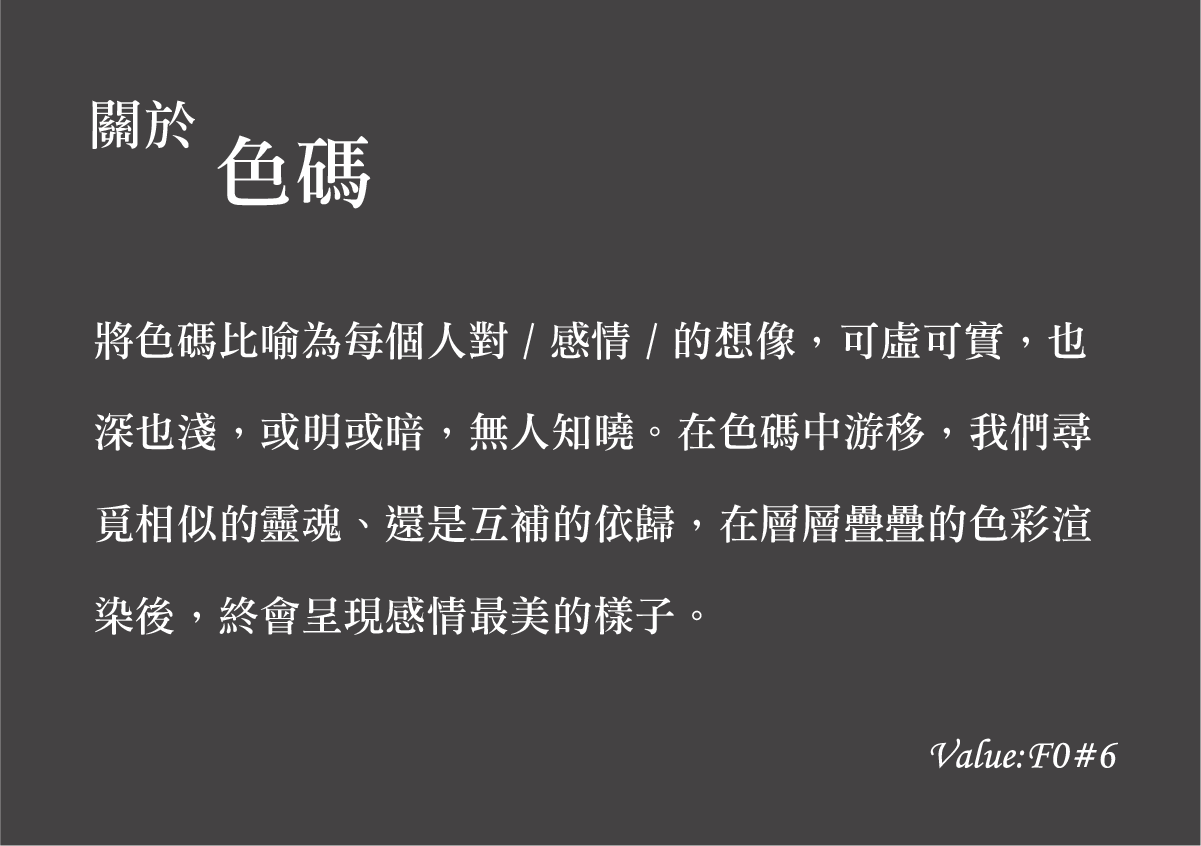 關於
色碼
將色碼比喻為每個人對 / 感情 / 的想像，可虛可實，也
深也淺，或明或暗，無人知曉。在色碼中游移，我們尋
覓相似的靈魂、還是互補的依歸，在層層疊疊的色彩渲
染後，終會呈現感情最美的樣子。
Value:F0#6